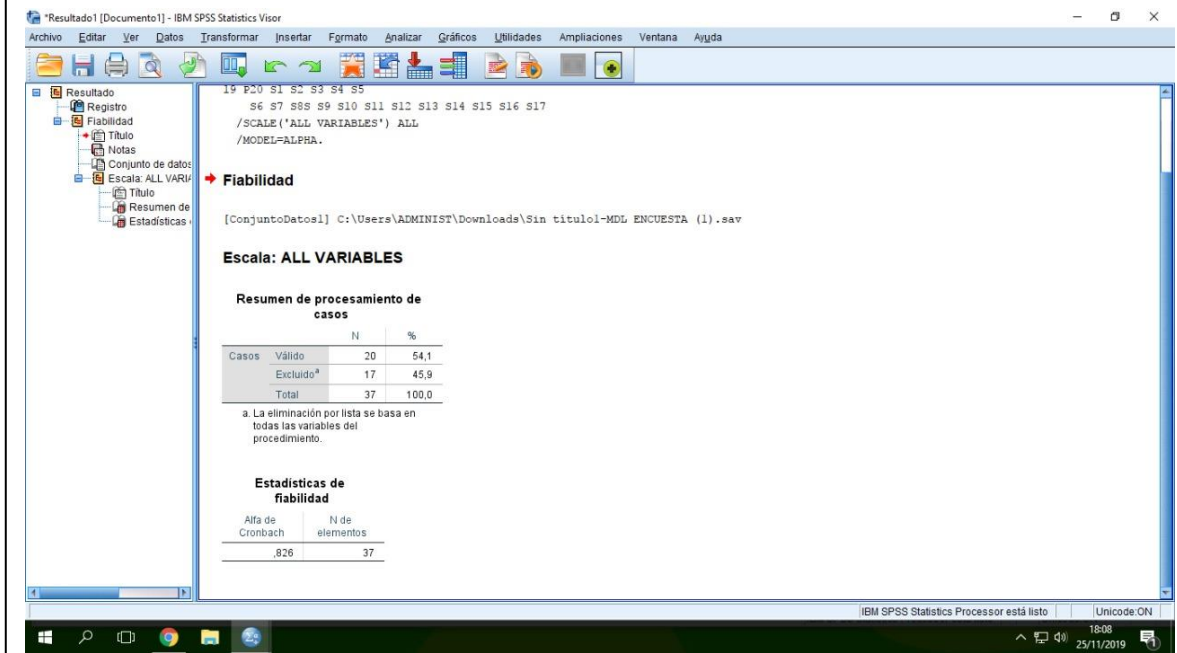 *Resultado1 [Documento1] - IBM SPSS Statistics Visor
Archivo Editar Ver Datos Transformar Insertar Formato Analizar Gráficos Utilidades Ampliaciones Ventana Ayuda
Resultado
Registro
Fiabilidad
Título
Notas
Conjunto de datos
Escala: ALL VARIA
Título
Resumen de
Estadísticas
19 P20 S1 S2 S3 S4 S5
S6 S7 S8S S9 S10 S11 S12 S13 S14 S15 S16 S17
/SCALE('ALL VARIABLES') ALL
/MODEL=ALPHA.
Fiabilidad
[ConjuntoDatos1] C:\Users\ADMINIST\Downloads\Sin titulo1-MDL ENCUESTA (1).sav
Escala: ALL VARIABLES
Resumen de procesamiento de
casos
N %
Casos Válido 20 54,1
Excluido^a 17 45,9
Total 37 100,0
a. La eliminación por lista se basa en
todas las variables del
procedimiento.
Estadísticas de
fiabilidad
Alfa de N de
Cronbach elementos
,826 37
IBM SPSS Statistics Processor está listo Unicode:ON
18:08
25/11/2019